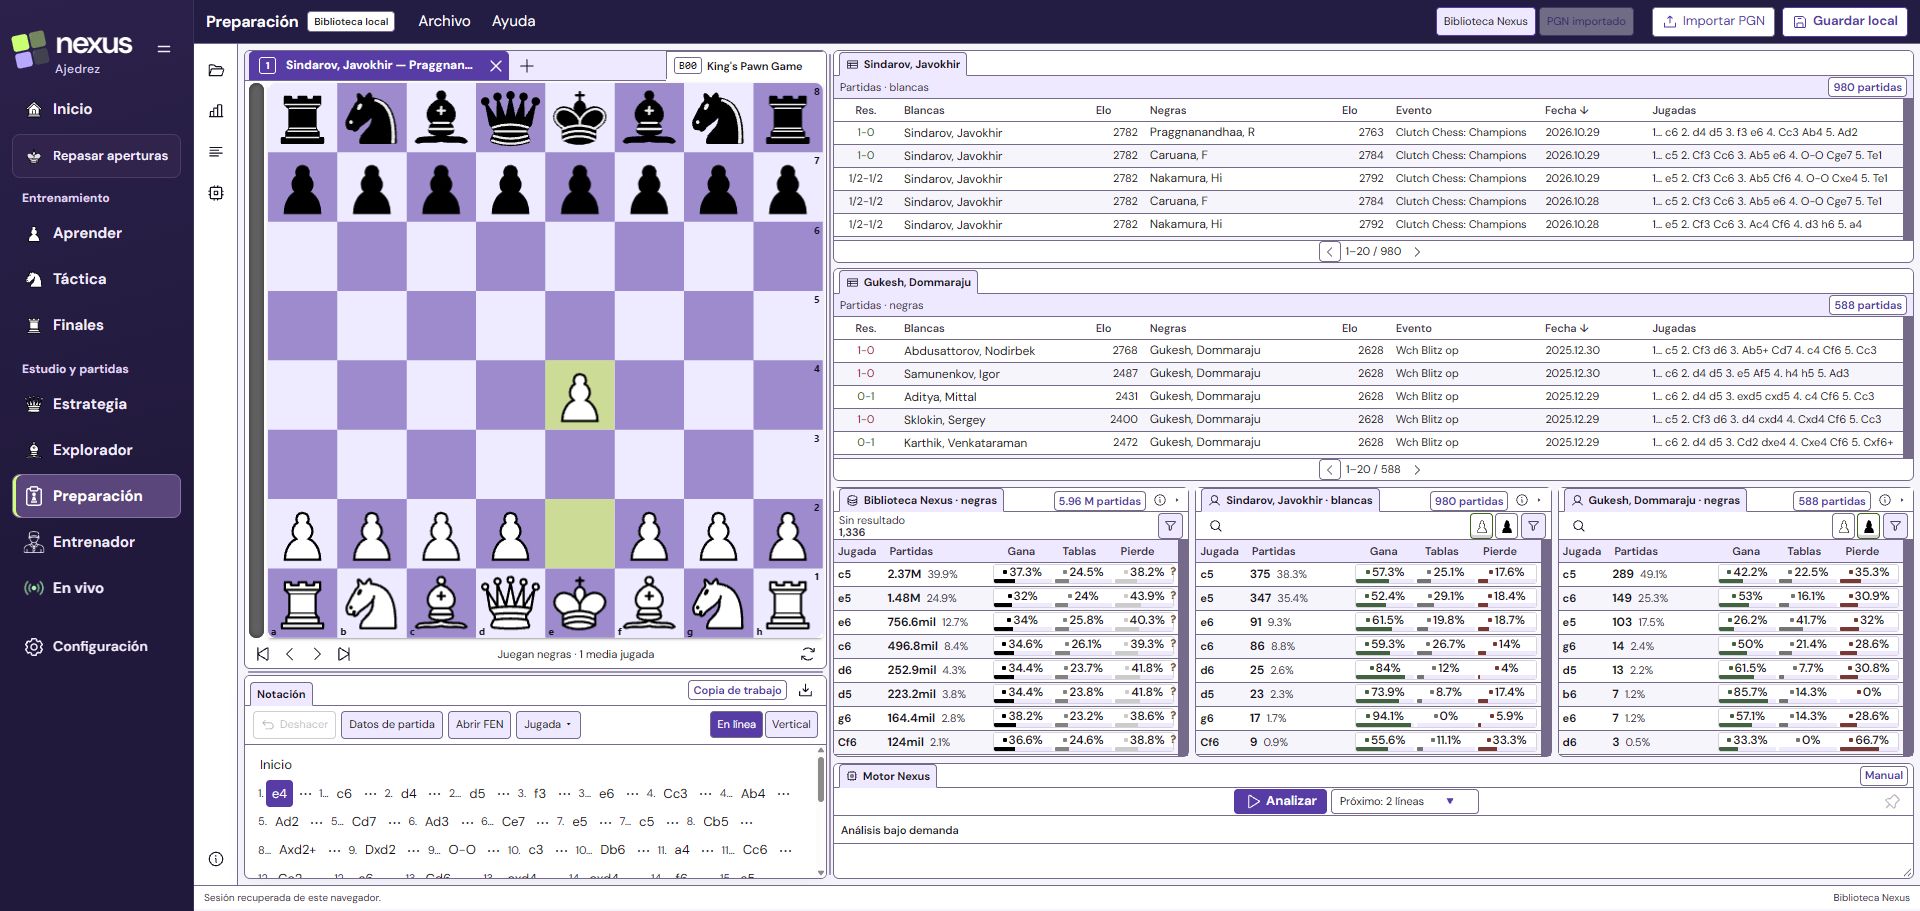 nexus
Ajedrez
Inicio
Repasar aperturas
Entrenamiento
Aprender
Táctica
Finales
Estudio y partidas
Estrategia
Explorador
Preparación
Entrenador
En vivo
Configuración
Preparación Biblioteca local Archivo Ayuda Biblioteca Nexus PGN importado Importar PGN Guardar local
1 Sindarov, Javokhir — Praggnan... B00 King's Pawn Game
8
7
6
5
4
3
2
1
a b c d e f g h
Juegan negras · 1 media jugada
Notación Copia de trabajo
Deshacer Datos de partida Abrir FEN Jugada En línea Vertical
Inicio
1. e4 ... 1... c6 ... 2. d4 ... 2... d5 ... 3. f3 ... 3... e6 ... 4. Cc3 ... 4... Ab4 ...
5. Ad2 ... 5... Cd7 ... 6. Ad3 ... 6... Ce7 ... 7. e5 ... 7... c5 ... 8. Cb5 ...
8... Axd2+ ... 9. Dxd2 ... 9... O-O ... 10. c3 ... 10... Db6 ... 11. a4 ... 11... Cc6 ...
Sindarov, Javokhir
Partidas · blancas 980 partidas
Res. Blancas Elo Negras Elo Evento Fecha ↓ Jugadas
1-0 Sindarov, Javokhir 2782 Praggnanandhaa, R 2763 Clutch Chess: Champions 2026.10.29 1... c6 2. d4 d5 3. f3 e6 4. Cc3 Ab4 5. Ad2
1-0 Sindarov, Javokhir 2782 Caruana, F 2784 Clutch Chess: Champions 2026.10.29 1... c5 2. Cf3 Cc6 3. Ab5 e6 4. O-O Cge7 5. Te1
1/2-1/2 Sindarov, Javokhir 2782 Nakamura, Hi 2792 Clutch Chess: Champions 2026.10.29 1... e5 2. Cf3 Cc6 3. Ab5 Cf6 4. O-O Cxe4 5. Te1
1/2-1/2 Sindarov, Javokhir 2782 Caruana, F 2784 Clutch Chess: Champions 2026.10.28 1... c5 2. Cf3 Cc6 3. Ab5 e6 4. O-O Cge7 5. Te1
1/2-1/2 Sindarov, Javokhir 2782 Nakamura, Hi 2792 Clutch Chess: Champions 2026.10.28 1... e5 2. Cf3 Cc6 3. Ac4 Cf6 4. d3 h6 5. a4
1-20 / 980
Gukesh, Dommaraju
Partidas · negras 588 partidas
Res. Blancas Elo Negras Elo Evento Fecha ↓ Jugadas
1-0 Abdusattorov, Nodirbek 2768 Gukesh, Dommaraju 2628 Wch Blitz op 2025.12.30 1... c5 2. Cf3 d6 3. Ab5+ Cd7 4. c4 Cf6 5. Cc3
1-0 Samunenkov, Igor 2487 Gukesh, Dommaraju 2628 Wch Blitz op 2025.12.30 1... c6 2. d4 d5 3. e5 Af5 4. h4 h5 5. Ad3
0-1 Aditya, Mittal 2431 Gukesh, Dommaraju 2628 Wch Blitz op 2025.12.29 1... c6 2. d4 d5 3. exd5 cxd5 4. c4 Cf6 5. Cc3
1-0 Sklokin, Sergey 2400 Gukesh, Dommaraju 2628 Wch Blitz op 2025.12.29 1... c5 2. Cf3 d6 3. d4 cxd4 4. Cxd4 Cf6 5. Cc3
0-1 Karthik, Venkataraman 2472 Gukesh, Dommaraju 2628 Wch Blitz op 2025.12.29 1... c6 2. d4 d5 3. Cd2 dxe4 4. Cxe4 Cf6 5. Cxf6+
1-20 / 588
Biblioteca Nexus · negras 5.96 M partidas
Sin resultado
1,336
Jugada Partidas Gana Tablas Pierde
c5 2.37M 39.9% 37.3% 24.5% 38.2% ?
e5 1.48M 24.9% 32% 24% 43.9% ?
e6 756.6mil 12.7% 34% 25.8% 40.3% ?
c6 496.8mil 8.4% 34.6% 26.1% 39.3% ?
d6 252.9mil 4.3% 34.4% 23.7% 41.8% ?
d5 223.2mil 3.8% 34.4% 23.8% 41.8% ?
g6 164.4mil 2.8% 38.2% 23.2% 38.6% ?
Cf6 124mil 2.1% 36.6% 24.6% 38.8% ?
Sindarov, Javokhir · blancas 980 partidas
Jugada Partidas Gana Tablas Pierde
c5 375 38.3% 57.3% 25.1% 17.6%
e5 347 35.4% 52.4% 29.1% 18.4%
e6 91 9.3% 61.5% 19.8% 18.7%
c6 86 8.8% 59.3% 26.7% 14%
d6 25 2.6% 84% 12% 4%
d5 23 2.3% 73.9% 8.7% 17.4%
g6 17 1.7% 94.1% 0% 5.9%
Cf6 9 0.9% 55.6% 11.1% 33.3%
Gukesh, Dommaraju · negras 588 partidas
Jugada Partidas Gana Tablas Pierde
c5 289 49.1% 42.2% 22.5% 35.3%
c6 149 25.3% 53% 16.1% 30.9%
e5 103 17.5% 26.2% 41.7% 32%
g6 14 2.4% 50% 21.4% 28.6%
d5 13 2.2% 61.5% 7.7% 30.8%
b6 7 1.2% 85.7% 14.3% 0%
e6 7 1.2% 57.1% 14.3% 28.6%
d6 3 0.5% 33.3% 0% 66.7%
Motor Nexus Manual
Analizar Próximo: 2 líneas
Análisis bajo demanda
Sesión recuperada de este navegador. Biblioteca Nexus